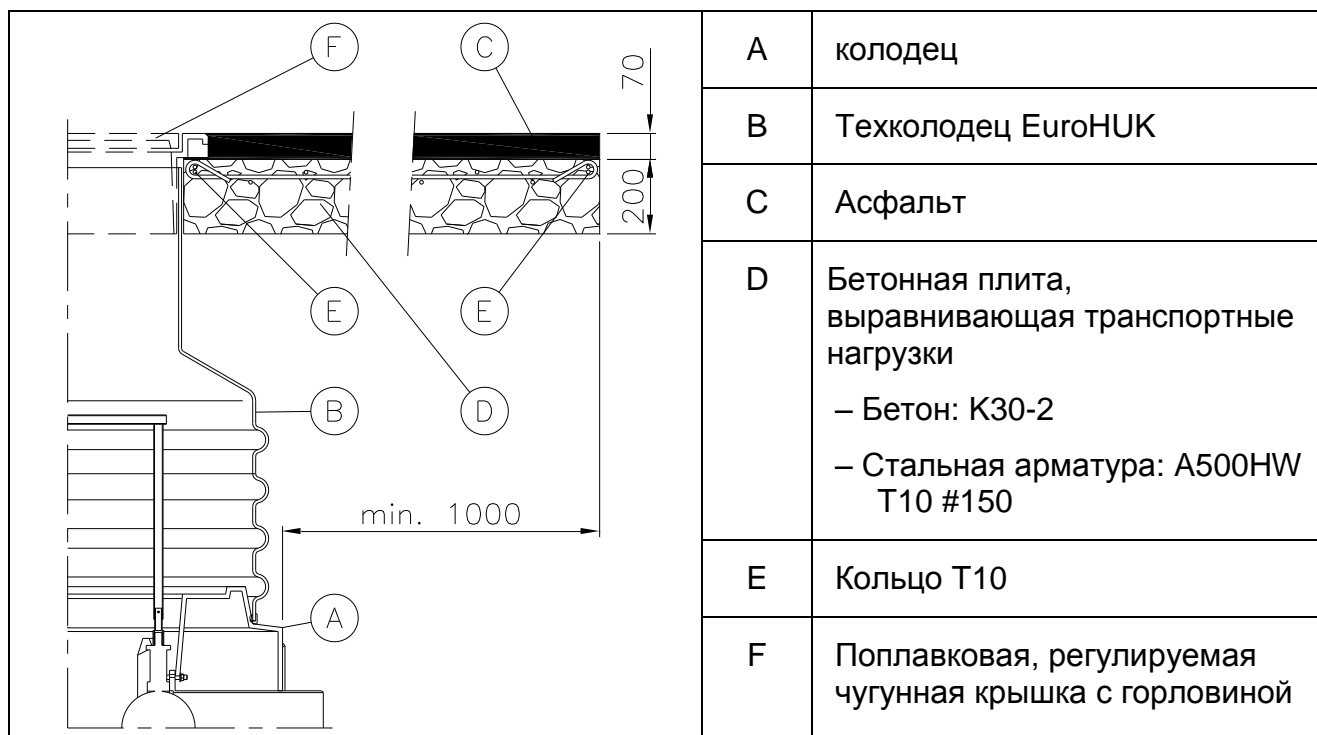 F
C
70
200
E
E
B
D
min. 1000
A
A колодец
B Техколодец EuroHUK
C Асфальт
D Бетонная плита,
выравнивающая транспортные
нагрузки
– Бетон: K30-2
– Стальная арматура: A500HW
T10 #150
E Кольцо T10
F Поплавковая, регулируемая
чугунная крышка с горловиной